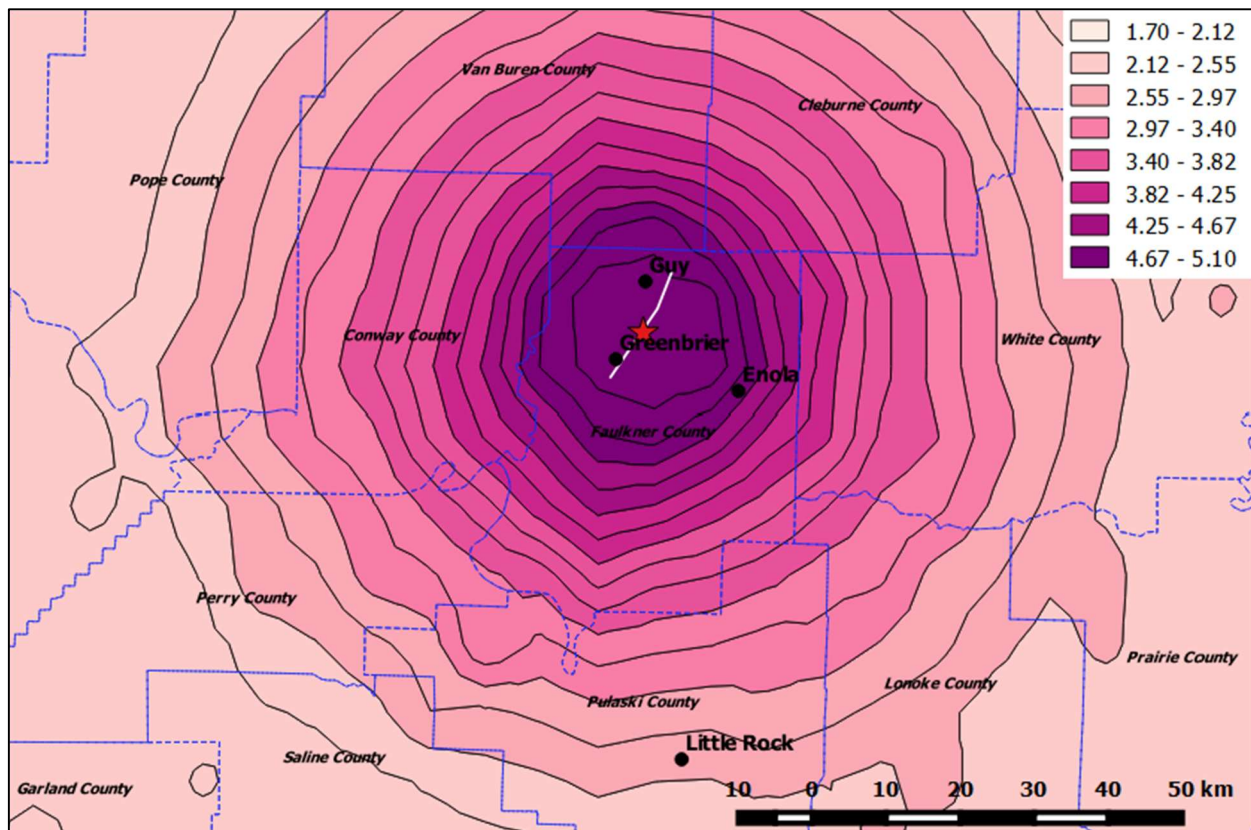 1.70 - 2.12
2.12 - 2.55
2.55 - 2.97
2.97 - 3.40
3.40 - 3.82
3.82 - 4.25
4.25 - 4.67
4.67 - 5.10
Van Buren County
Cleburne County
Pope County
Guy
Conway County
Greenbrier
White County
Enola
Faulkner County
Perry County
Prairie County
Lonoke County
Pulaski County
Little Rock
Saline County
Garland County
10 0 10 20 30 40 50 km